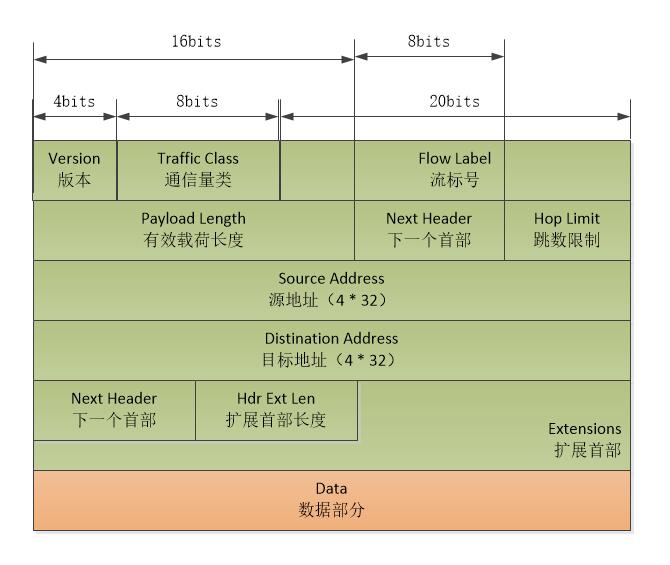 16bits
8bits
4bits
8bits
20bits
Version
版本
Traffic Class
通信量类
Flow Label
流标号
Payload Length
有效载荷长度
Next Header
下一个首部
Hop Limit
跳数限制
Source Address
源地址（4 * 32）
Distination Address
目标地址（4 * 32）
Next Header
下一个首部
Hdr Ext Len
扩展首部长度
Extensions
扩展首部
Data
数据部分